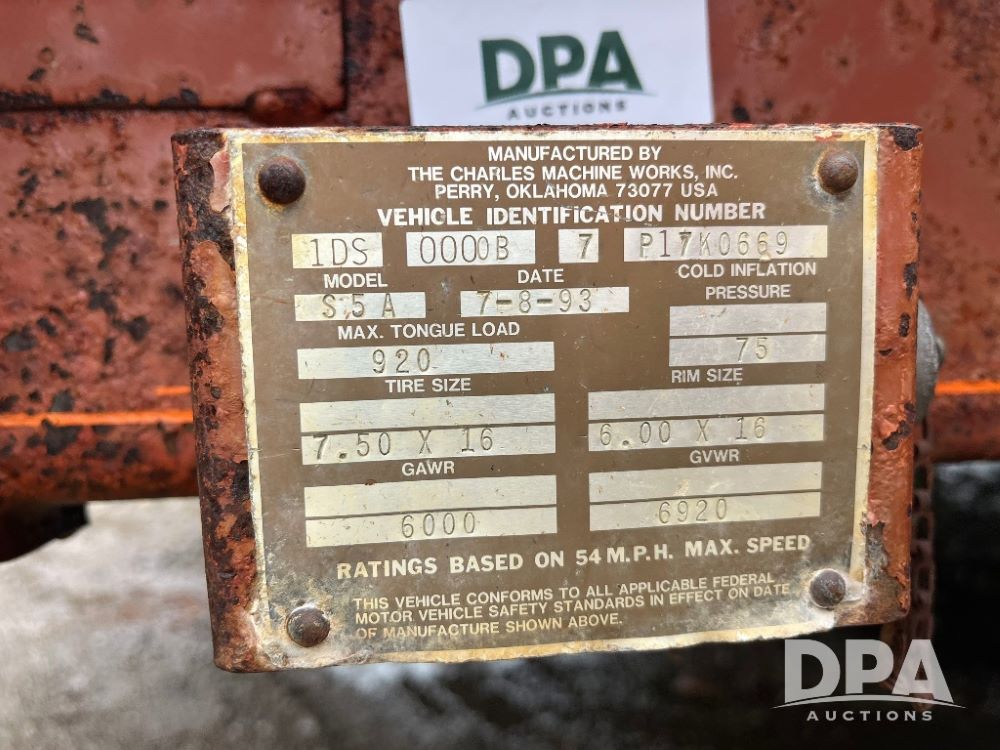 DPA
AUCTIONS
MANUFACTURED BY
THE CHARLES MACHINE WORKS, INC.
PERRY, OKLAHOMA 73077 USA
VEHICLE IDENTIFICATION NUMBER
1DS 0000B 7 P17K0669
MODEL DATE COLD INFLATION PRESSURE
S5A 7-8-93
MAX. TONGUE LOAD
920 75
TIRE SIZE RIM SIZE
7.50 X 16 6.00 X 16
GAWR GVWR
6000 6920
RATINGS BASED ON 54 M.P.H. MAX. SPEED
THIS VEHICLE CONFORMS TO ALL APPLICABLE FEDERAL
MOTOR VEHICLE SAFETY STANDARDS IN EFFECT ON DATE
OF MANUFACTURE SHOWN ABOVE.
DPA
AUCTIONS